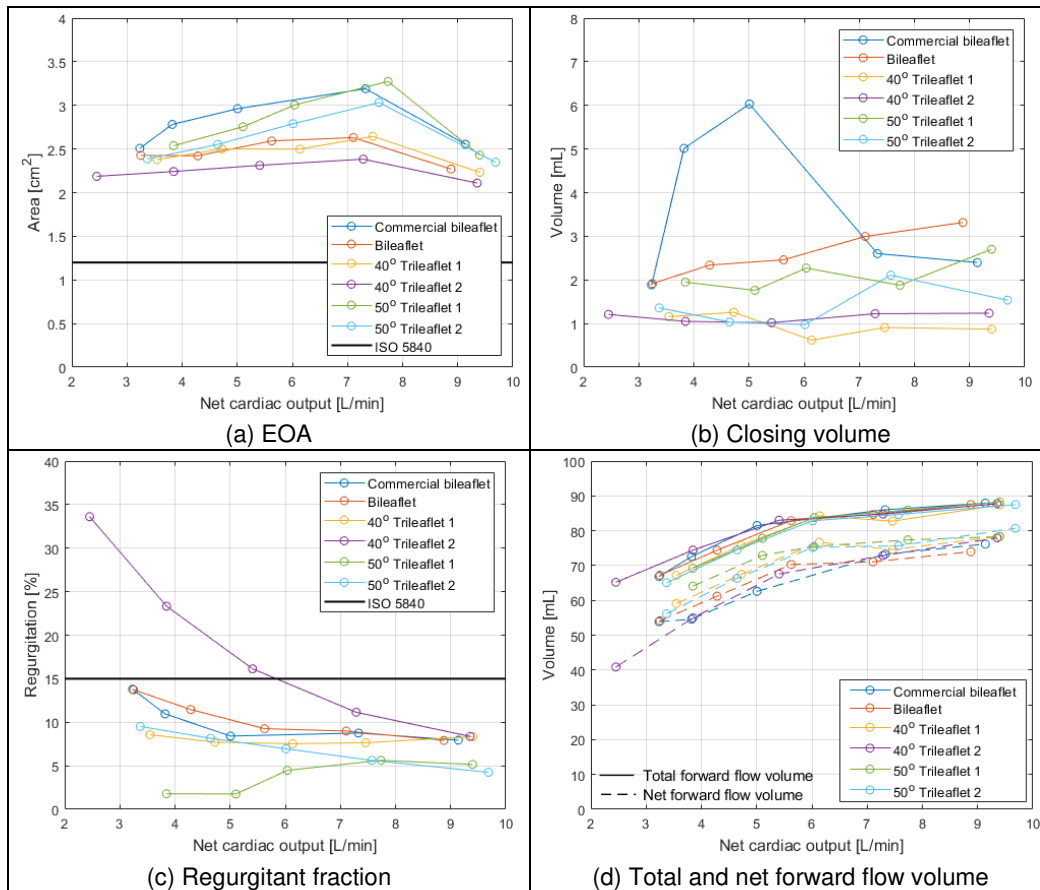 4
3.5
3
2.5
2
1.5
1
0.5
0
2 3 4 5 6 7 8 9 10
Area [cm²]
Net cardiac output [L/min]
Commercial bileaflet
Bileaflet
40° Trileaflet 1
40° Trileaflet 2
50° Trileaflet 1
50° Trileaflet 2
ISO 5840
(a) EOA
8
7
6
5
4
3
2
1
0
2 3 4 5 6 7 8 9 10
Volume [mL]
Net cardiac output [L/min]
Commercial bileaflet
Bileaflet
40° Trileaflet 1
40° Trileaflet 2
50° Trileaflet 1
50° Trileaflet 2
(b) Closing volume
40
35
30
25
20
15
10
5
0
2 3 4 5 6 7 8 9 10
Regurgitation [%]
Net cardiac output [L/min]
Commercial bileaflet
Bileaflet
40° Trileaflet 1
40° Trileaflet 2
50° Trileaflet 1
50° Trileaflet 2
ISO 5840
(c) Regurgitant fraction
100
90
80
70
60
50
40
30
20
10
0
2 3 4 5 6 7 8 9 10
Volume [mL]
Net cardiac output [L/min]
Total forward flow volume
Net forward flow volume
Commercial bileaflet
Bileaflet
40° Trileaflet 1
40° Trileaflet 2
50° Trileaflet 1
50° Trileaflet 2
(d) Total and net forward flow volume